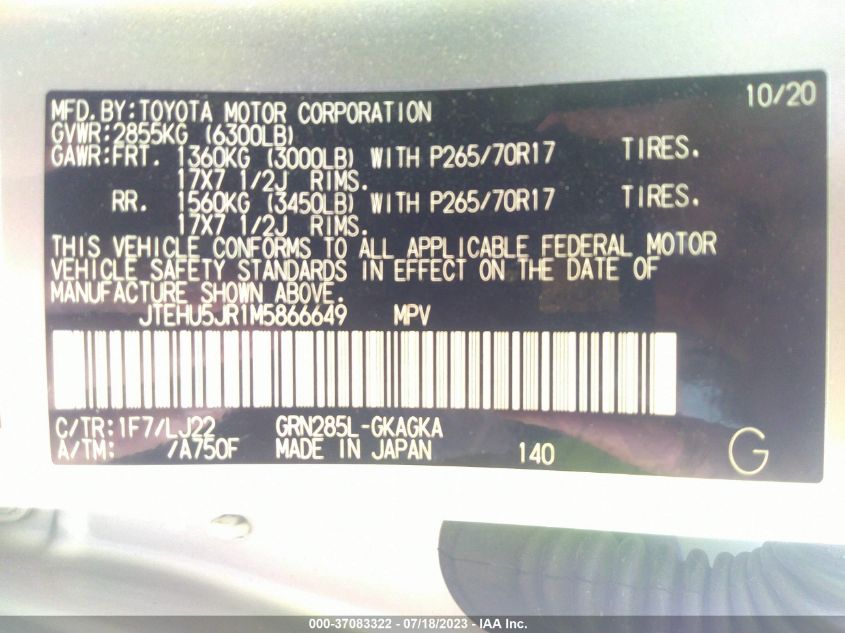 10/20
MFD.BY:TOYOTA MOTOR CORPORATION
GVWR:2855KG (6300LB)
GAWR:FRT. 1360KG (3000LB) WITH P265/70R17 TIRES.
17X7 1/2J RIMS.
RR. 1560KG (3450LB) WITH P265/70R17 TIRES.
17X7 1/2J RIMS.
THIS VEHICLE CONFORMS TO ALL APPLICABLE FEDERAL MOTOR
VEHICLE SAFETY STANDARDS IN EFFECT ON THE DATE OF
MANUFACTURE SHOWN ABOVE.
JTEHU5JR1M5866649 MPV
C/TR:1F7/LJ22 GRN285L-GKAGKA
A/TM: /A750F MADE IN JAPAN 140 G
000-37083322 - 07/18/2023 - IAA Inc.